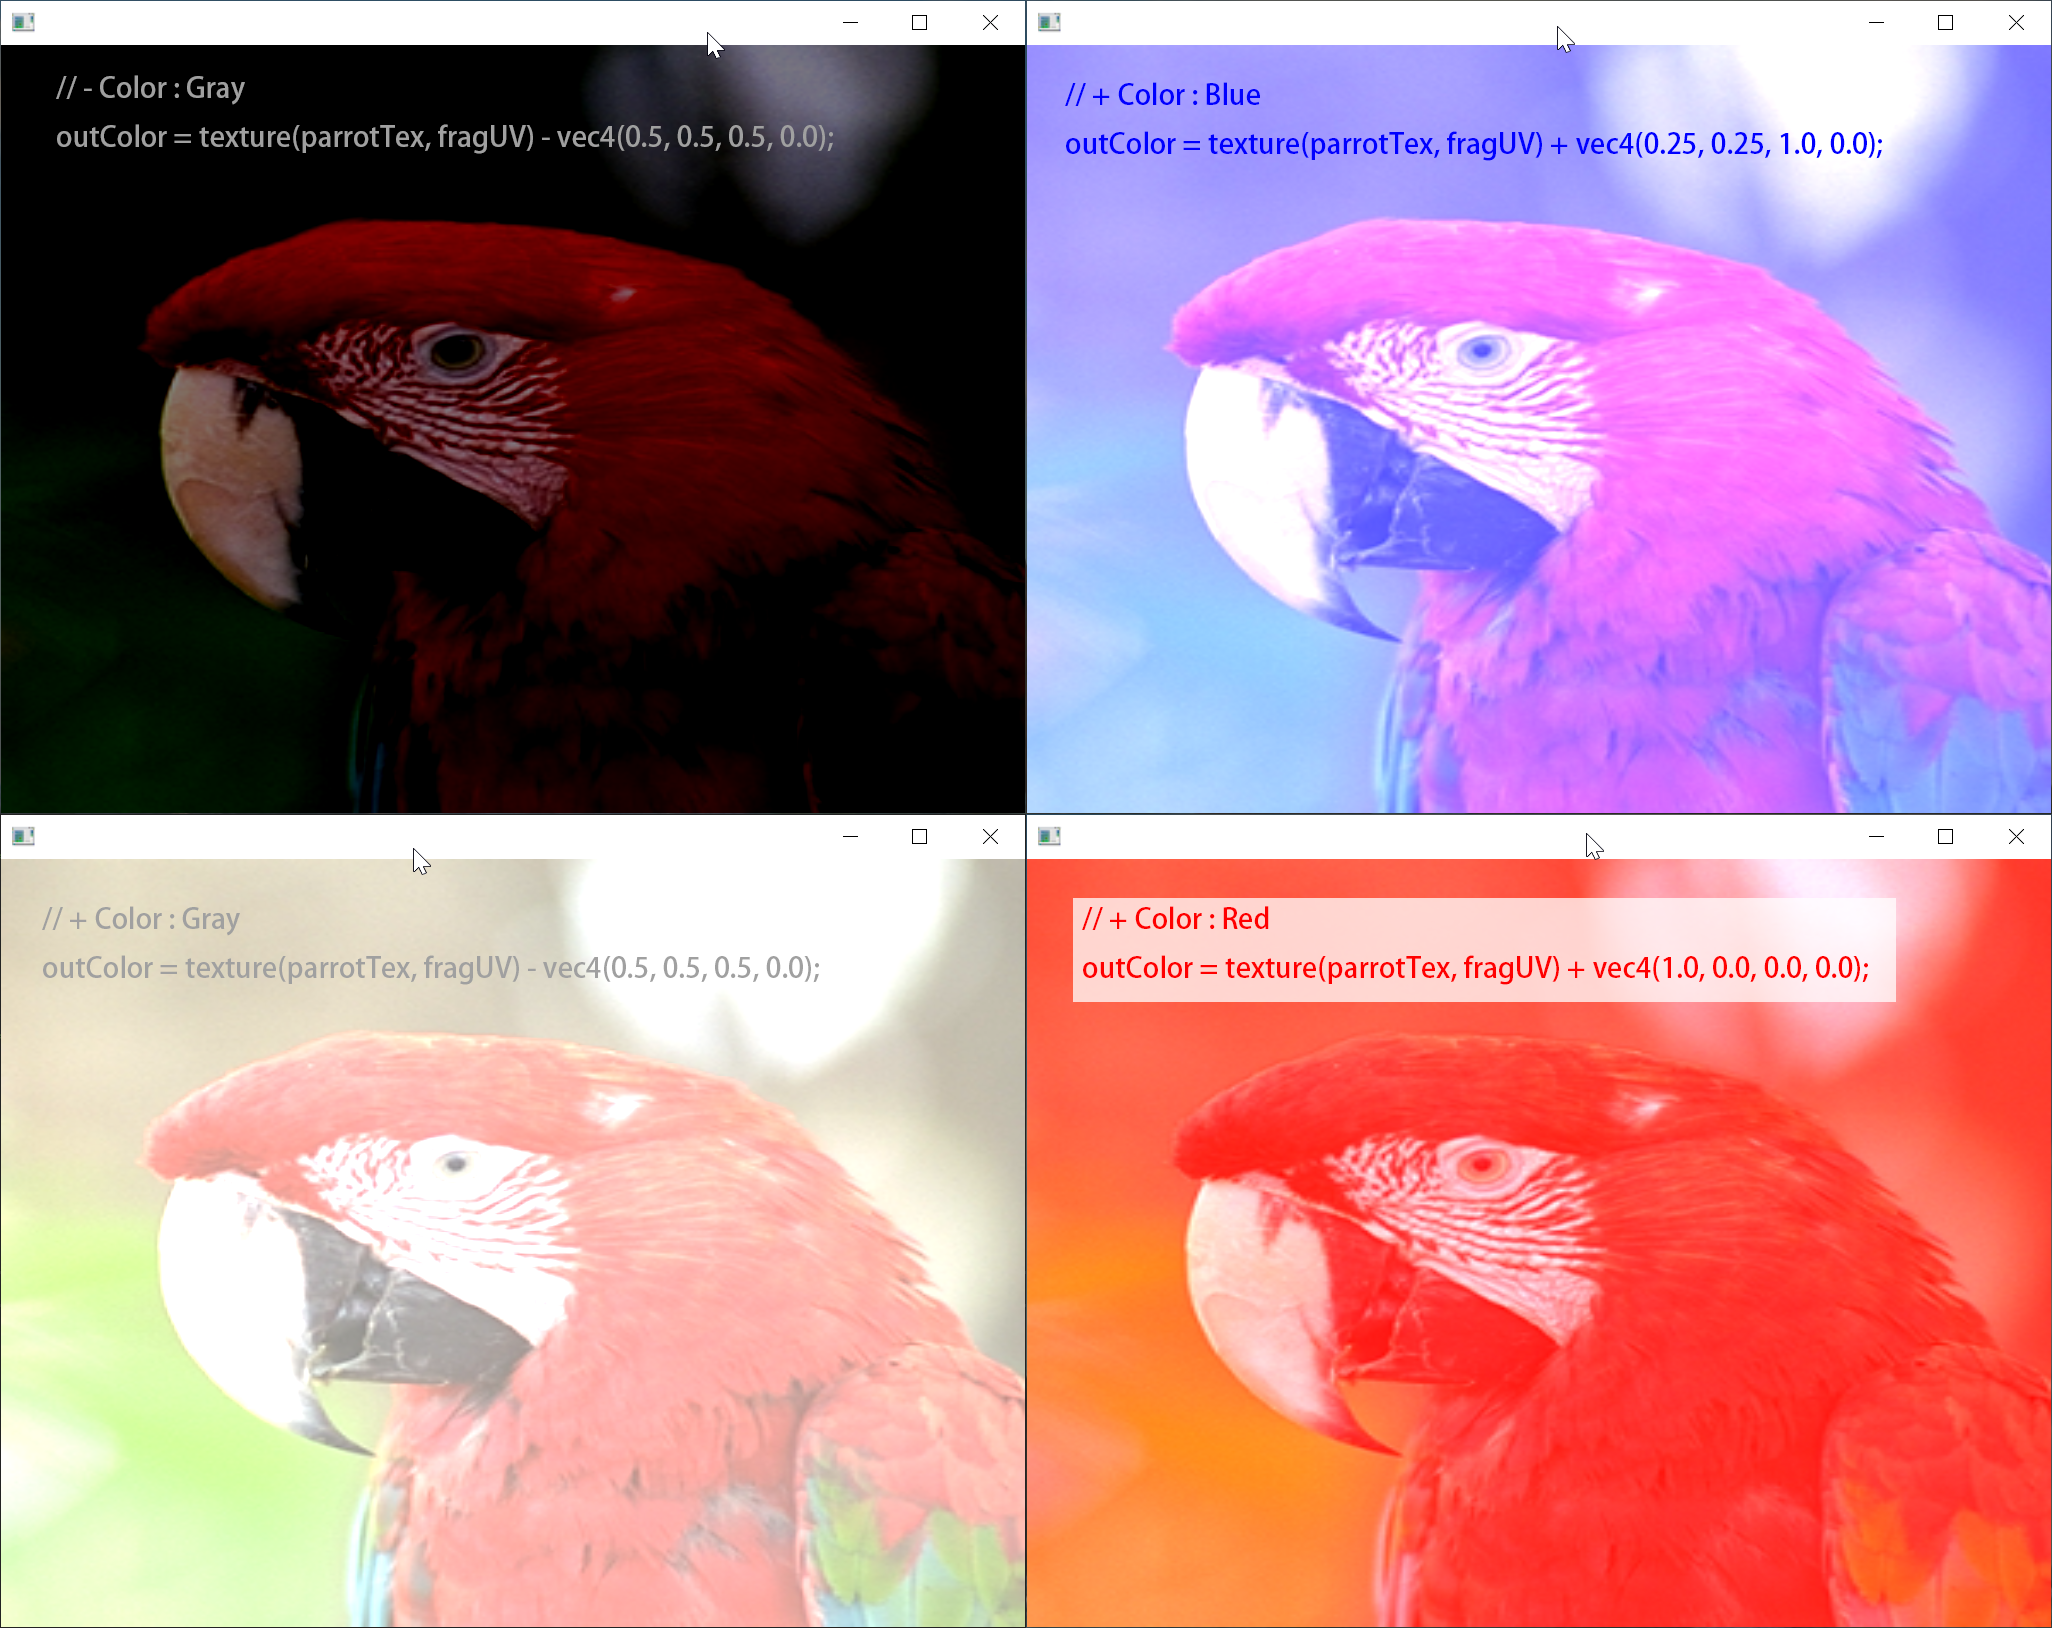 // - Color : Gray
outColor = texture(parrotTex, fragUV) - vec4(0.5, 0.5, 0.5, 0.0);
// + Color : Blue
outColor = texture(parrotTex, fragUV) + vec4(0.25, 0.25, 1.0, 0.0);
// + Color : Gray
outColor = texture(parrotTex, fragUV) - vec4(0.5, 0.5, 0.5, 0.0);
// + Color : Red
outColor = texture(parrotTex, fragUV) + vec4(1.0, 0.0, 0.0, 0.0);